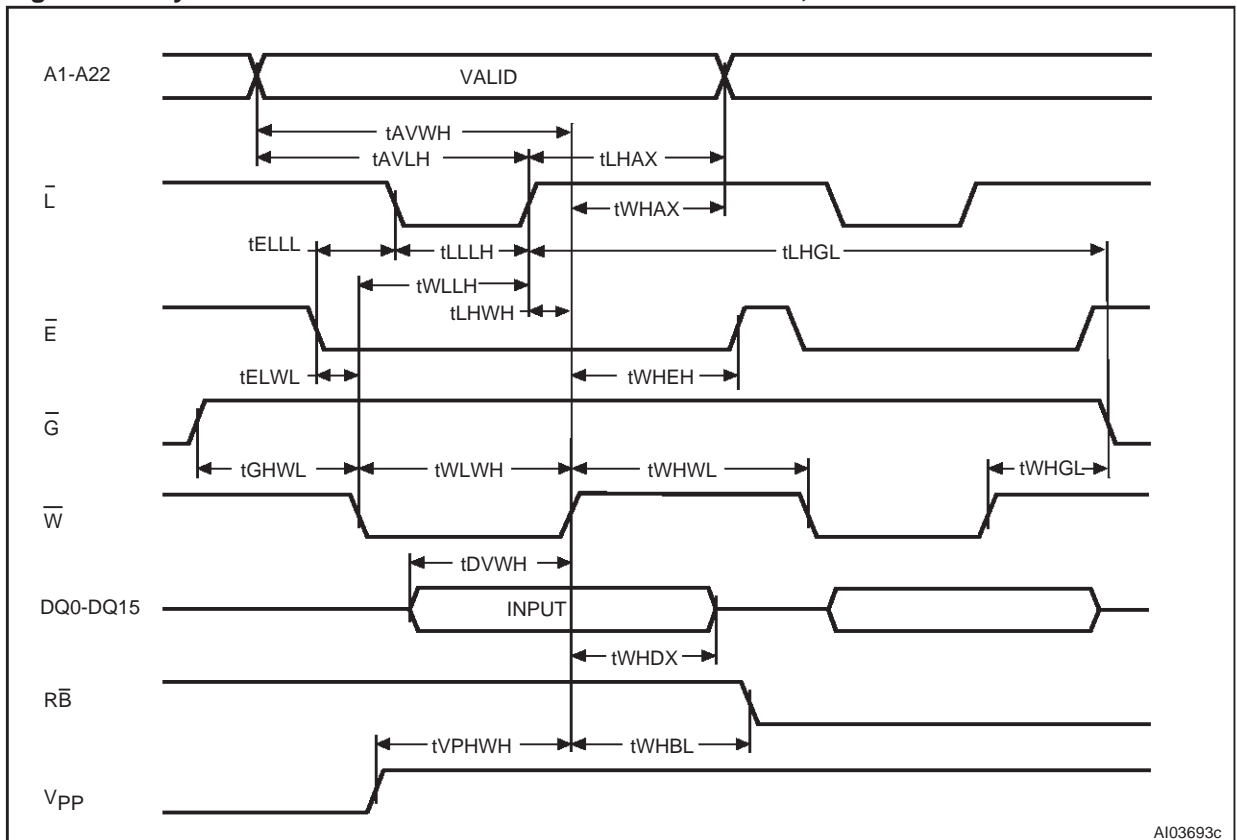 A1-A22
VALID
tAVWH
tAVLH
tLHAX
L̅
tWHAX
tELLL
tLLLH
tLHGL
tWLLH
tLHWH
E̅
tELWL
tWHEH
G̅
tGHWL
tWLWH
tWHWL
tWHGL
W̅
tDVWH
DQ0-DQ15
INPUT
tWHDX
RB̅
tVPHWH
tWHBL
VPP
AI03693c